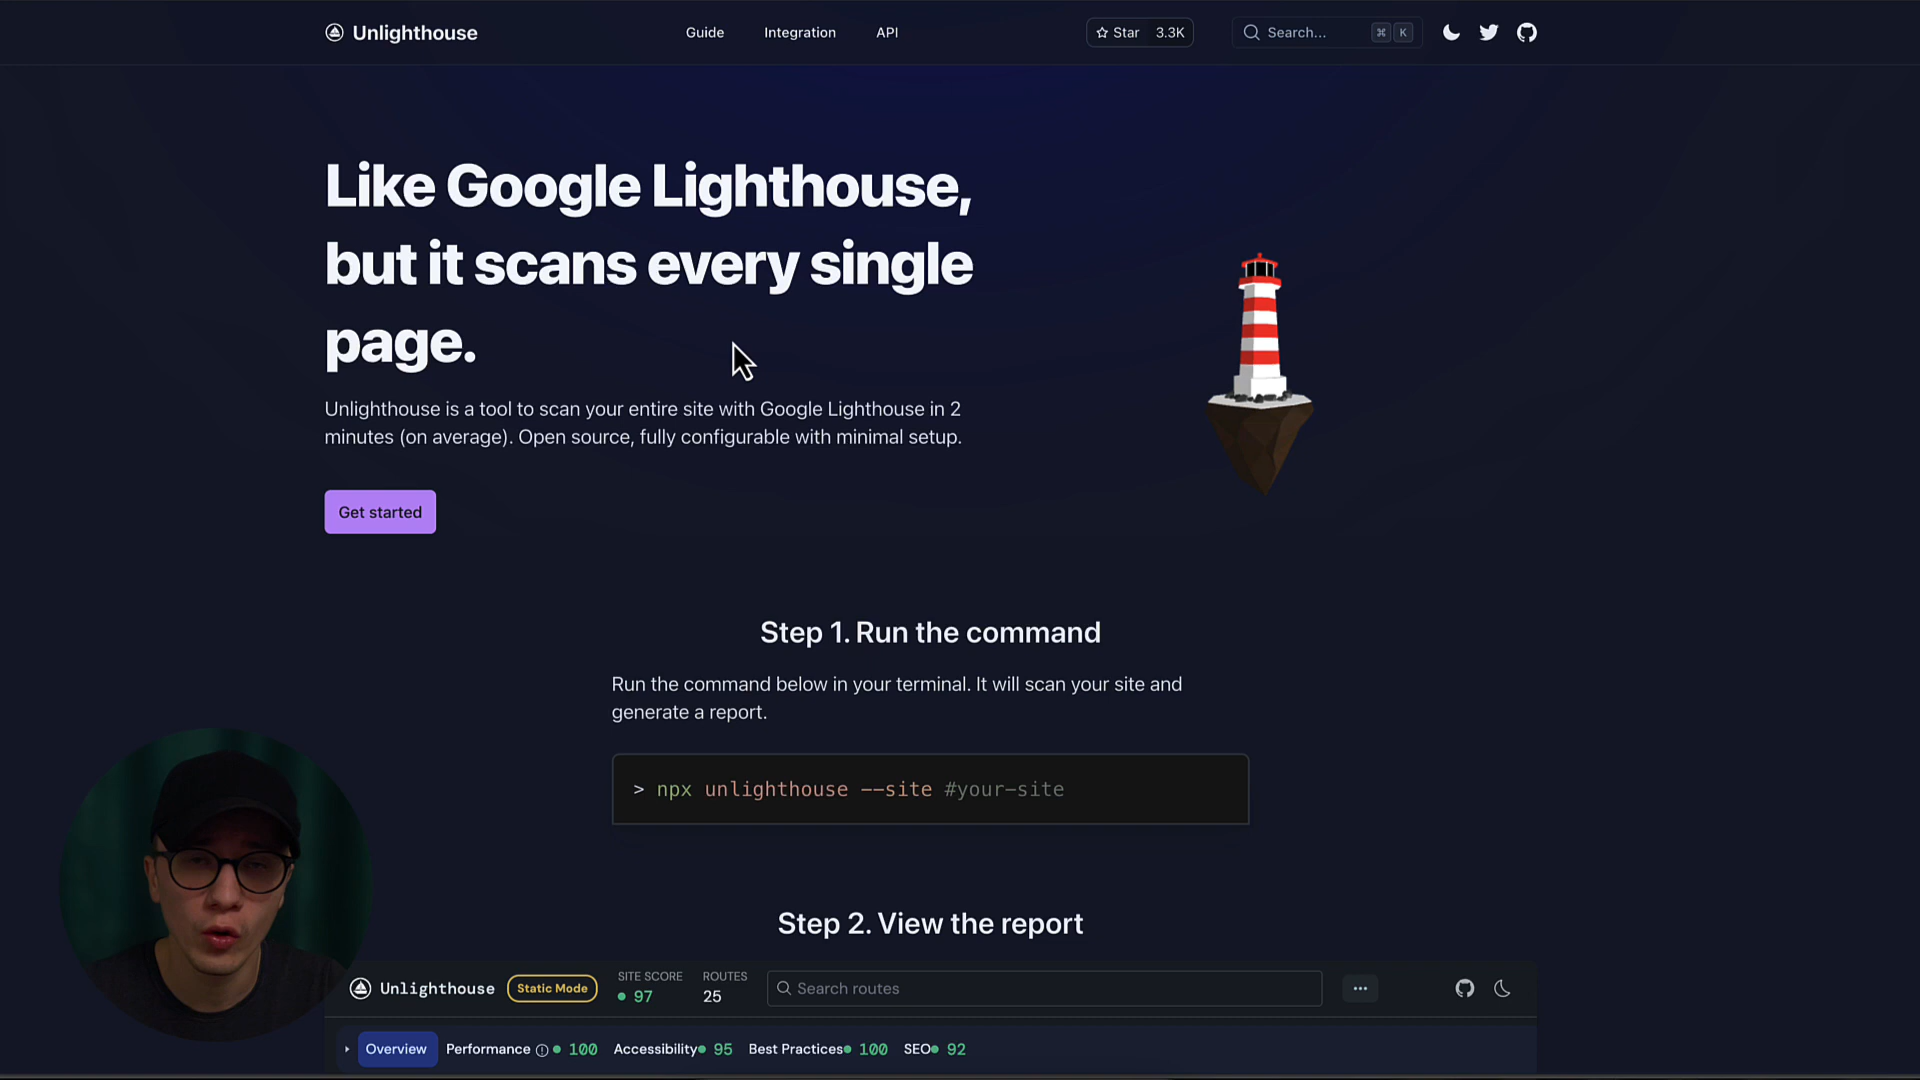 Unlighthouse
Guide
Integration
API
Star 3.3K
Search...
⌘ K
Like Google Lighthouse,
but it scans every single
page.
Unlighthouse is a tool to scan your entire site with Google Lighthouse in 2
minutes (on average). Open source, fully configurable with minimal setup.
Get started
Step 1. Run the command
Run the command below in your terminal. It will scan your site and
generate a report.
> npx unlighthouse --site #your-site
Step 2. View the report
Unlighthouse
Static Mode
SITE SCORE
97
ROUTES
25
Search routes
Overview
Performance 100
Accessibility 95
Best Practices 100
SEO 92